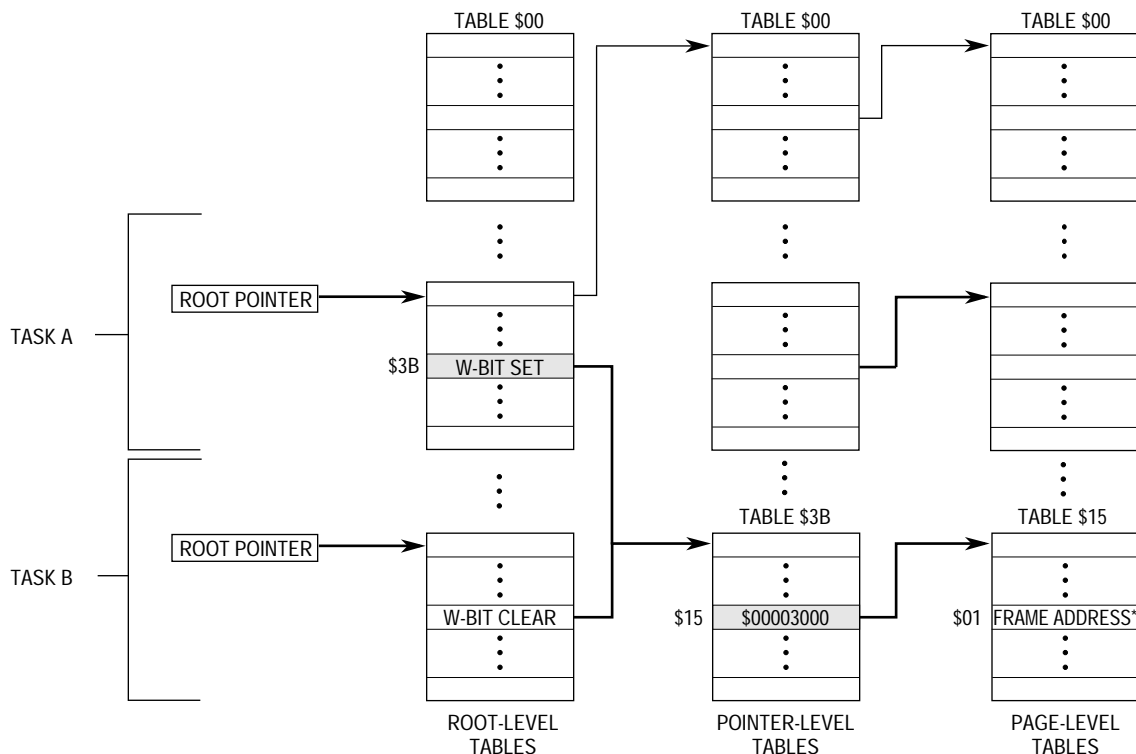 TABLE $00
TABLE $00
TABLE $00
TASK A
ROOT POINTER
$3B
W-BIT SET
TASK B
ROOT POINTER
W-BIT CLEAR
TABLE $3B
$15
$00003000
TABLE $15
$01
FRAME ADDRESS*
ROOT-LEVEL
TABLES
POINTER-LEVEL
TABLES
PAGE-LEVEL
TABLES